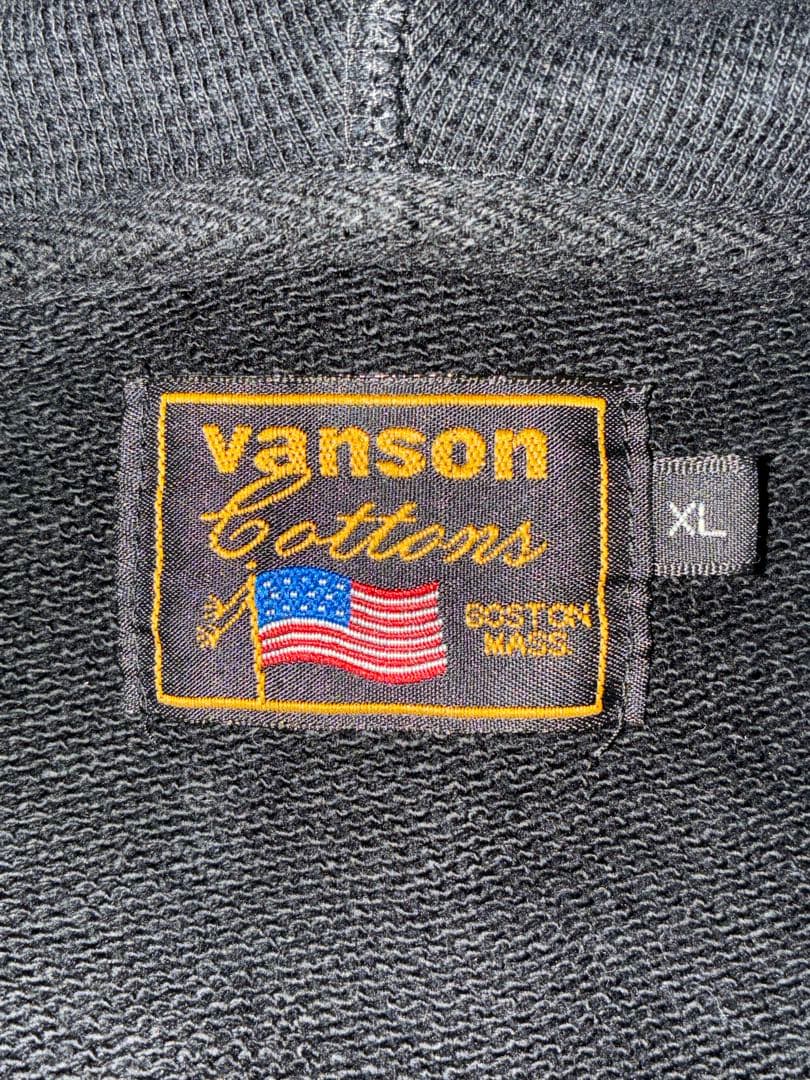 vanson
Cottons
BOSTON
MASS.
XL